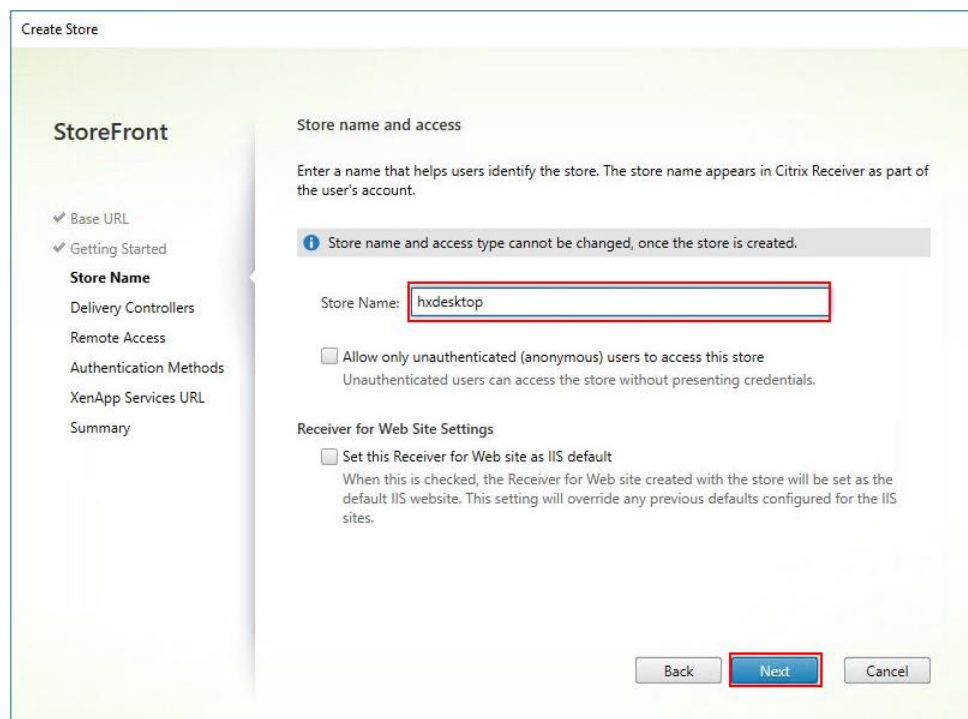 Create Store
StoreFront
Base URL
Getting Started
Store Name
Delivery Controllers
Remote Access
Authentication Methods
XenApp Services URL
Summary
Store name and access
Enter a name that helps users identify the store. The store name appears in Citrix Receiver as part of
the user's account.
Store name and access type cannot be changed, once the store is created.
Store Name: hxdesktop
Allow only unauthenticated (anonymous) users to access this store
Unauthenticated users can access the store without presenting credentials.
Receiver for Web Site Settings
Set this Receiver for Web site as IIS default
When this is checked, the Receiver for Web site created with the store will be set as the
default IIS website. This setting will override any previous defaults configured for the IIS
sites.
Back Next Cancel